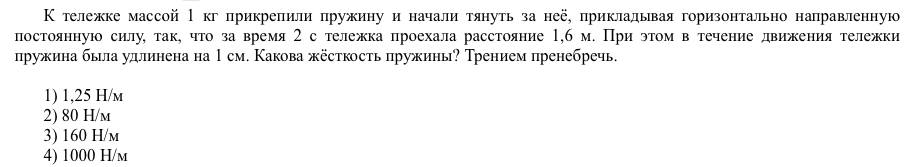 К тележке массой 1 кг прикрепили пружину и начали тянуть за неё, прикладывая горизонтально направленную
постоянную силу, так, что за время 2 с тележка проехала расстояние 1,6 м. При этом в течение движения тележки
пружина была удлинена на 1 см. Какова жёсткость пружины? Трением пренебречь.
1) 1,25 Н/м
2) 80 Н/м
3) 160 Н/м
4) 1000 Н/м